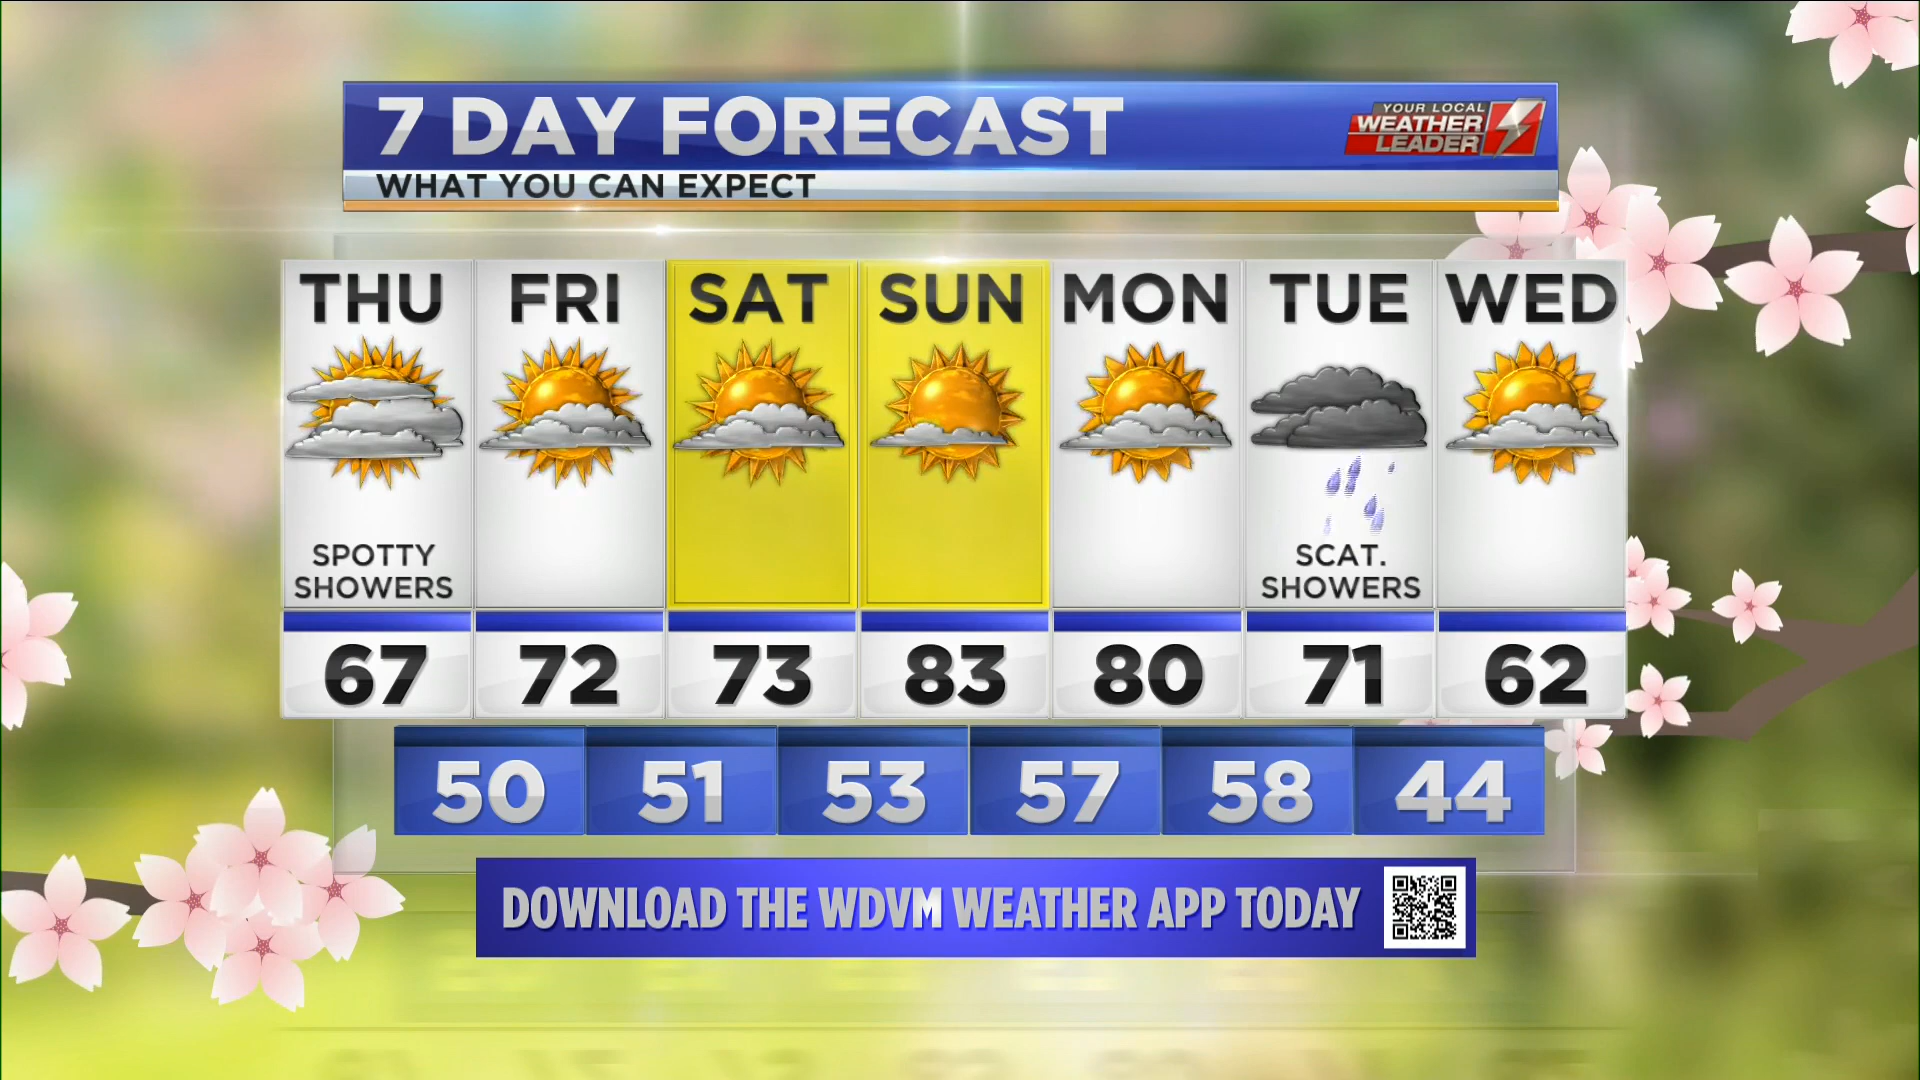 7 DAY FORECAST
YOUR LOCAL
WEATHER
LEADER
WHAT YOU CAN EXPECT
THU FRI SAT SUN MON TUE WED
SPOTTY
SHOWERS
SCAT.
SHOWERS
67 72 73 83 80 71 62
50 51 53 57 58 44
DOWNLOAD THE WDVM WEATHER APP TODAY